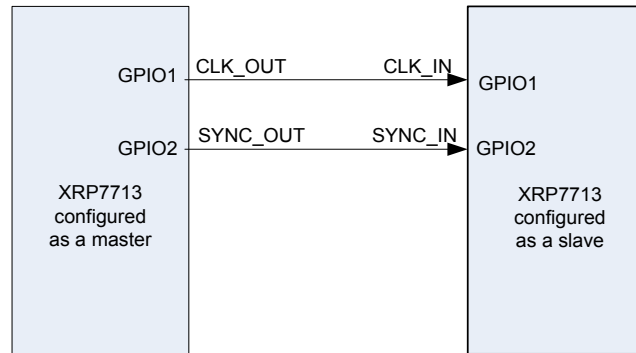 GPIO1 CLK_OUT CLK_IN GPIO1
GPIO2 SYNC_OUT SYNC_IN GPIO2
XRP7713
configured
as a master
XRP7713
configured
as a slave